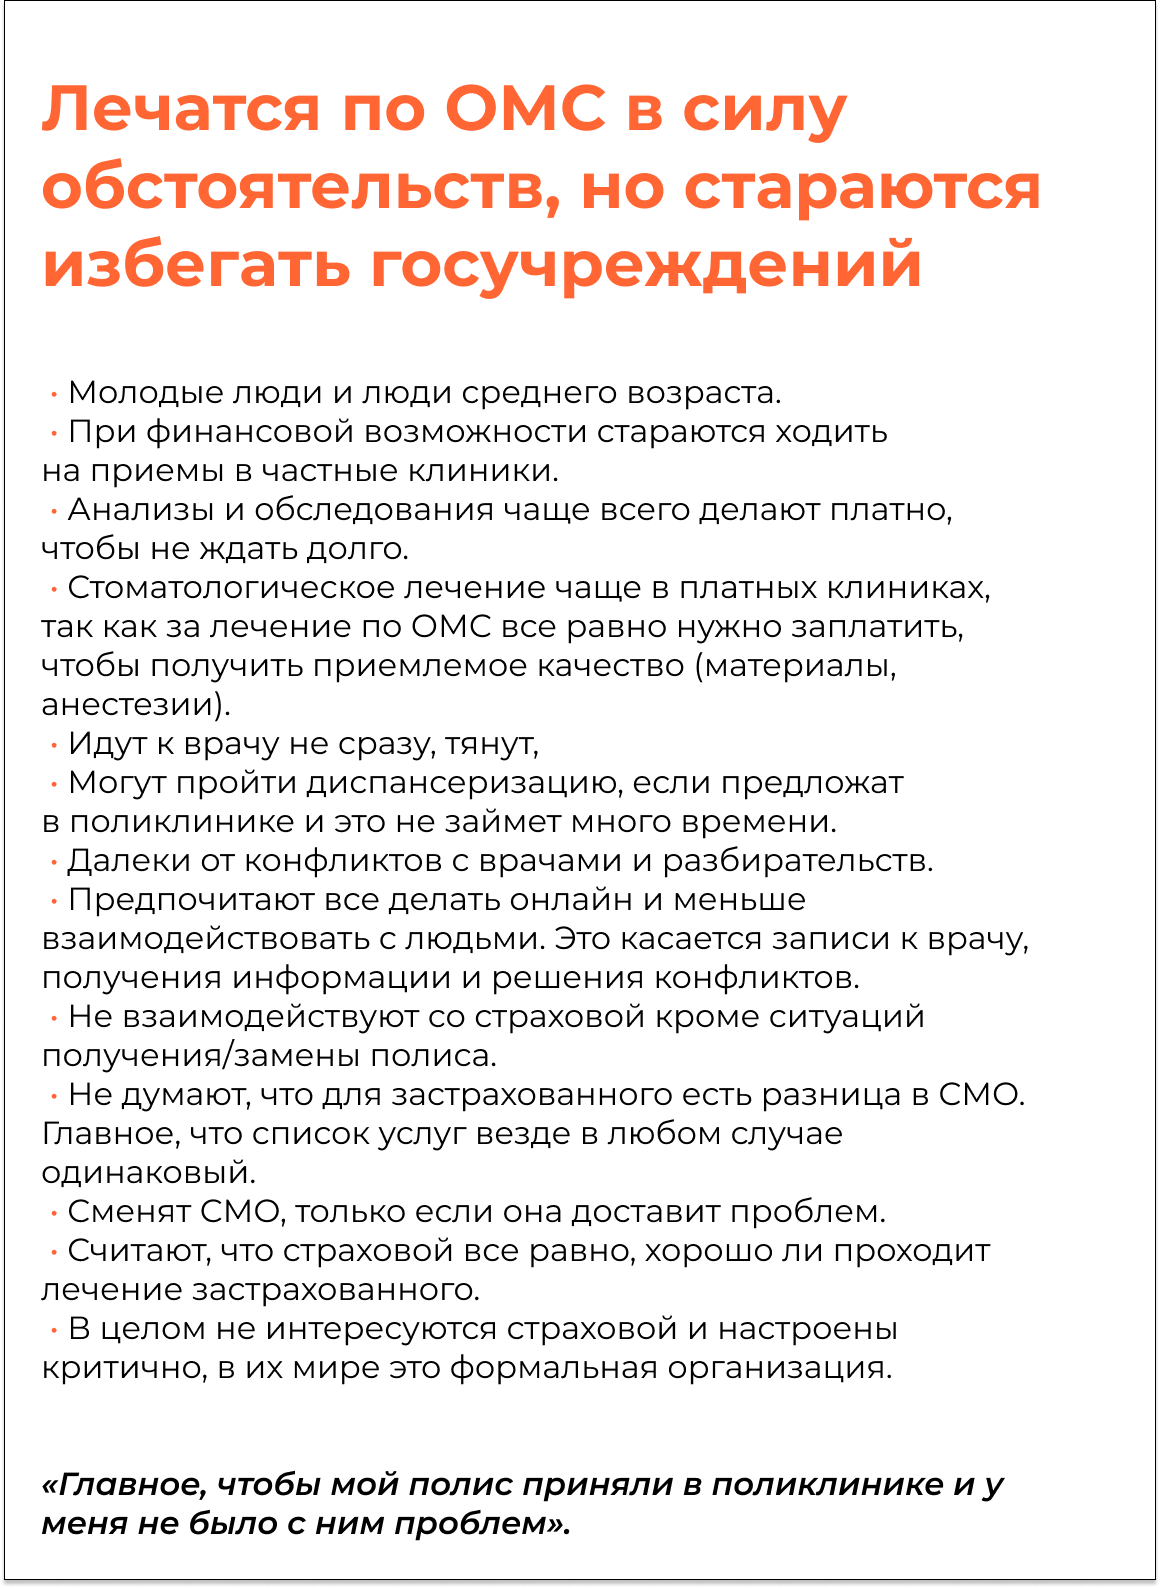 Лечатся по ОМС в силу
обстоятельств, но стараются
избегать госучреждений
• Молодые люди и люди среднего возраста.
• При финансовой возможности стараются ходить
на приемы в частные клиники.
• Анализы и обследования чаще всего делают платно,
чтобы не ждать долго.
• Стоматологическое лечение чаще в платных клиниках,
так как за лечение по ОМС все равно нужно заплатить,
чтобы получить приемлемое качество (материалы,
анестезии).
• Идут к врачу не сразу, тянут,
• Могут пройти диспансеризацию, если предложат
в поликлинике и это не займет много времени.
• Далеки от конфликтов с врачами и разбирательств.
• Предпочитают все делать онлайн и меньше
взаимодействовать с людьми. Это касается записи к врачу,
получения информации и решения конфликтов.
• Не взаимодействуют со страховой кроме ситуаций
получения/замены полиса.
• Не думают, что для застрахованного есть разница в СМО.
Главное, что список услуг везде в любом случае
одинаковый.
• Сменят СМО, только если она доставит проблем.
• Считают, что страховой все равно, хорошо ли проходит
лечение застрахованного.
• В целом не интересуются страховой и настроены
критично, в их мире это формальная организация.
«Главное, чтобы мой полис приняли в поликлинике и у
меня не было с ним проблем».